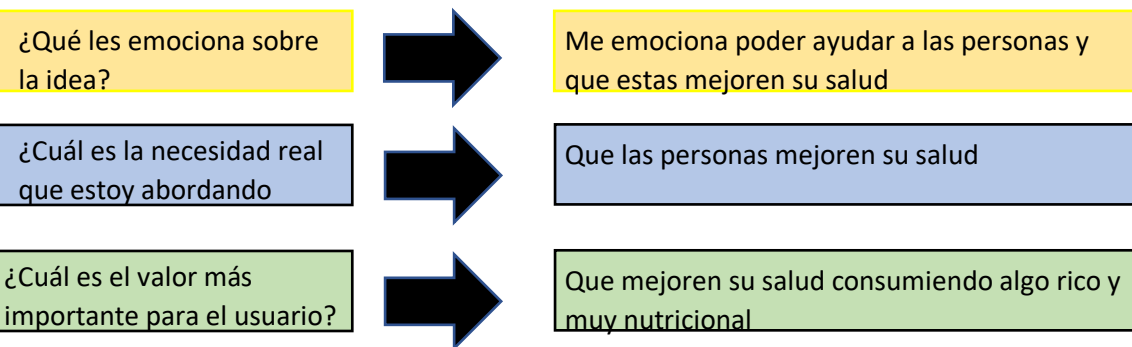 ¿Qué les emociona sobre
la idea?
Me emociona poder ayudar a las personas y
que estas mejoren su salud
¿Cuál es la necesidad real
que estoy abordando
Que las personas mejoren su salud
¿Cuál es el valor más
importante para el usuario?
Que mejoren su salud consumiendo algo rico y
muy nutricional